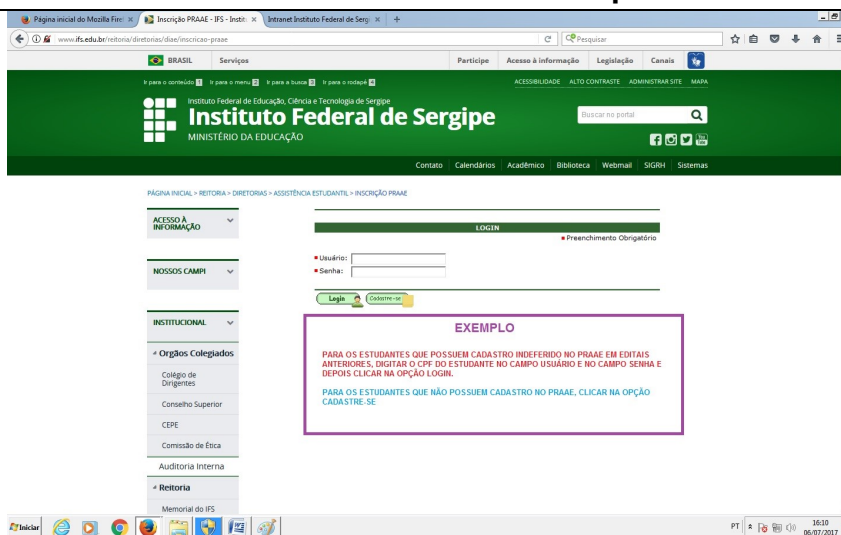 Página inicial do Mozilla Firef
Inscrição PRAAE - IFS - Instit
Intranet Instituto Federal de Sergi
www.ifs.edu.br/reitoria/diretorias/diae/inscricao-praae
Pesquisar
BRASIL Serviços Participe Acesso à informação Legislação Canais
Ir para o conteúdo 1 Ir para o menu 2 Ir para a busca 3 Ir para o rodapé 4 ACESSIBILIDADE ALTO CONTRASTE ADMINISTRAR SITE MAPA
Instituto Federal de Educação, Ciência e Tecnologia de Sergipe
Instituto Federal de Sergipe
Buscar no portal
MINISTÉRIO DA EDUCAÇÃO
Contato Calendários Acadêmico Biblioteca Webmail SIGRH Sistemas
PÁGINA INICIAL > REITORIA > DIRETORIAS > ASSISTÊNCIA ESTUDANTIL > INSCRIÇÃO PRAAE
ACESSO À
INFORMAÇÃO
NOSSOS CAMPI
INSTITUCIONAL
Orgãos Colegiados
Colégio de
Dirigentes
Conselho Superior
CEPE
Comissão de Ética
Auditoria Interna
Reitoria
Memorial do IFS
LOGIN
Preenchimento Obrigatório
Usuário:
Senha:
Login Cadastre-se
EXEMPLO
PARA OS ESTUDANTES QUE POSSUEM CADASTRO INDEFERIDO NO PRAAE EM EDITAIS
ANTERIORES, DIGITAR O CPF DO ESTUDANTE NO CAMPO USUÁRIO E NO CAMPO SENHA E
DEPOIS CLICAR NA OPÇÃO LOGIN.
PARA OS ESTUDANTES QUE NÃO POSSUEM CADASTRO NO PRAAE, CLICAR NA OPÇÃO
CADASTRE-SE
Iniciar
PT
16:10
06/07/2017